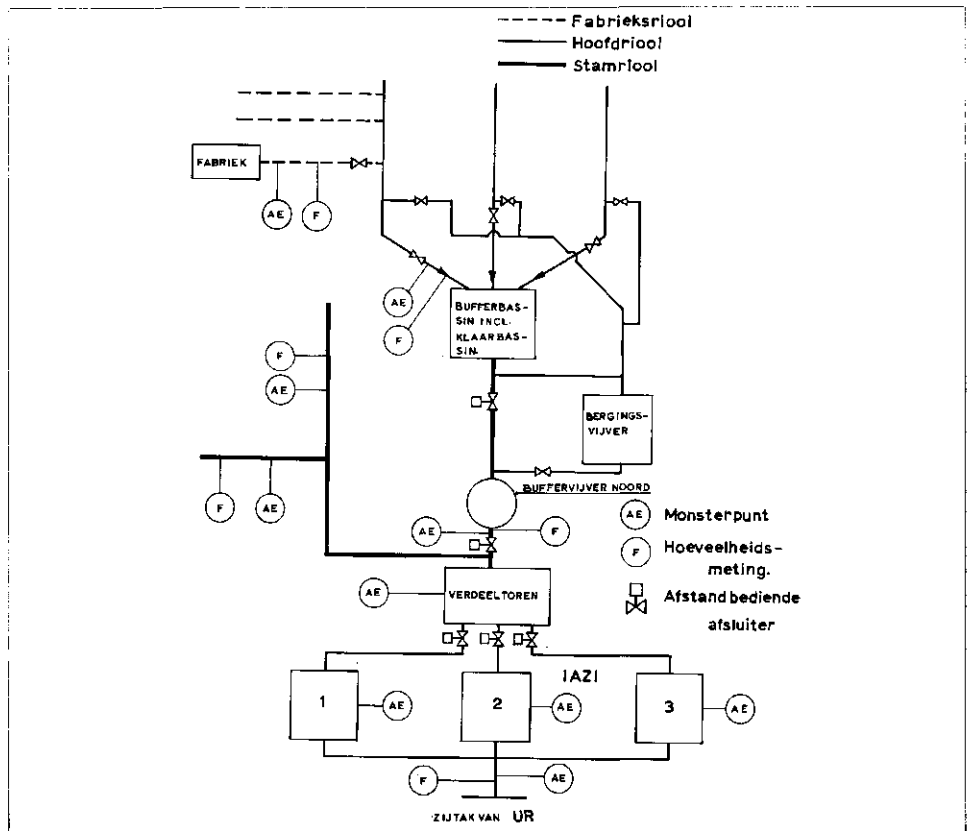 Fabrieksriool
Hoofdriool
Stamriool
FABRIEK
AE
F
AE
F
BUFFERBAS-
SIN INCL.
KLAARBAS-
SIN.
F
AE
BERGINGS-
VIJVER
F
AE
BUFFERVIJVER NOORD
AE
F
AE Monsterpunt
F Hoeveelheids-
meting.
Afstand bediende
afsluiter
AE
VERDEELTOREN
IAZI
1
AE
2
AE
3
AE
F
AE
ZIJTAK VAN UR